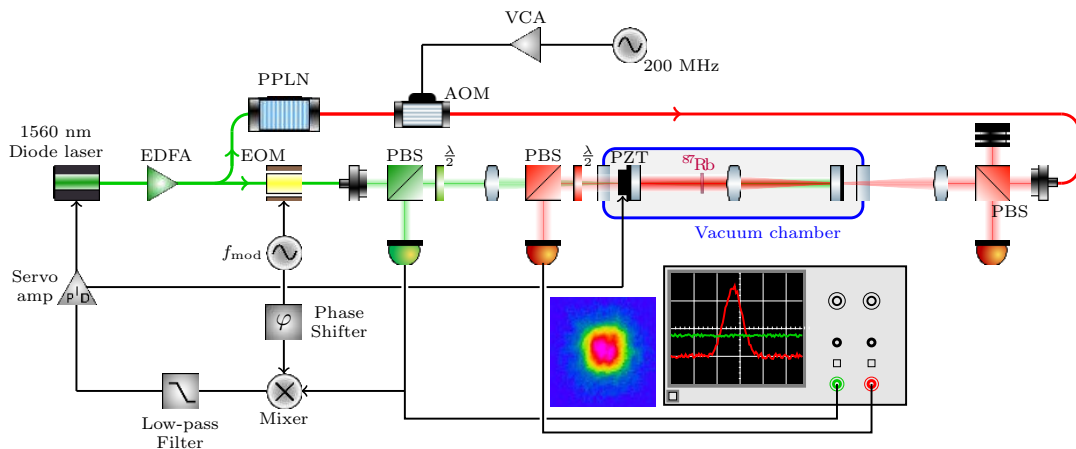 VCA
200 MHz
PPLN
AOM
1560 nm
Diode laser
EDFA
EOM
PBS
λ/2
PBS
λ/2
PZT
⁸⁷Rb
PBS
Vacuum chamber
f_mod
Servo
amp
P I D
Phase
Shifter
φ
Mixer
Low-pass
Filter